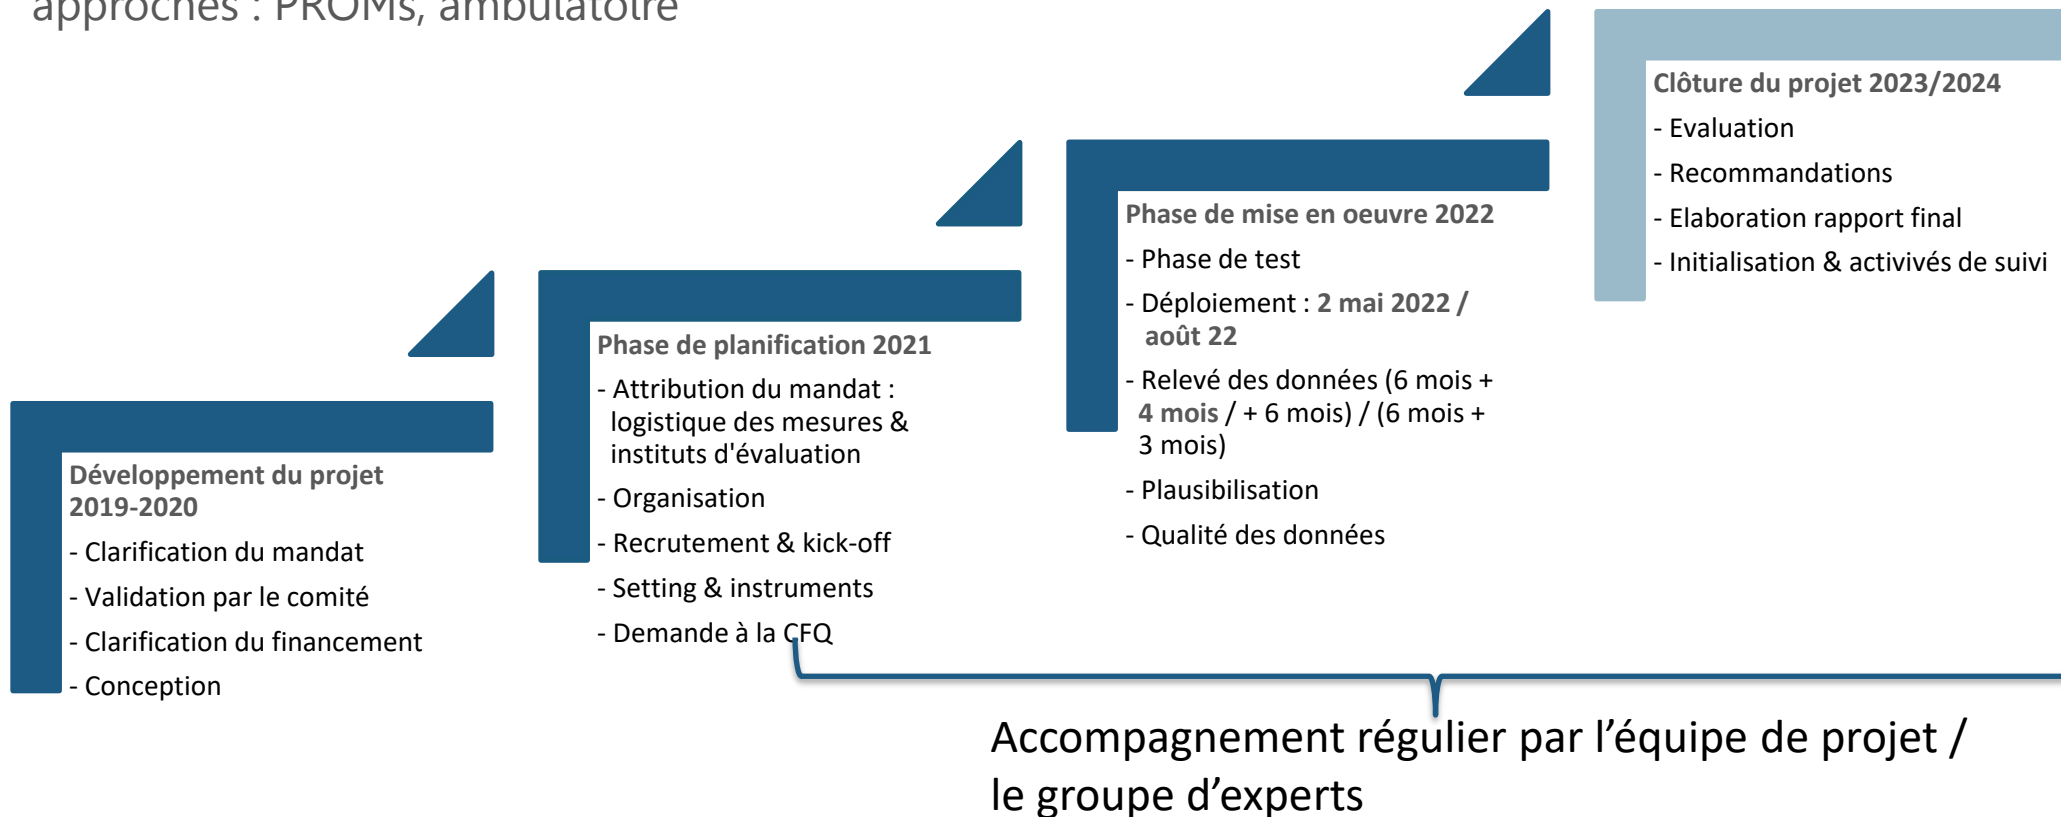 approches : PROMs, ambulatoire
Clôture du projet 2023/2024
- Evaluation
- Recommandations
- Elaboration rapport final
- Initialisation & activivés de suivi
Phase de mise en oeuvre 2022
- Phase de test
- Déploiement : 2 mai 2022 /
août 22
- Relevé des données (6 mois +
4 mois / + 6 mois) / (6 mois +
3 mois)
- Plausibilisation
- Qualité des données
Phase de planification 2021
- Attribution du mandat :
logistique des mesures &
instituts d'évaluation
- Organisation
- Recrutement & kick-off
- Setting & instruments
- Demande à la CFQ
Développement du projet
2019-2020
- Clarification du mandat
- Validation par le comité
- Clarification du financement
- Conception
Accompagnement régulier par l’équipe de projet /
le groupe d’experts